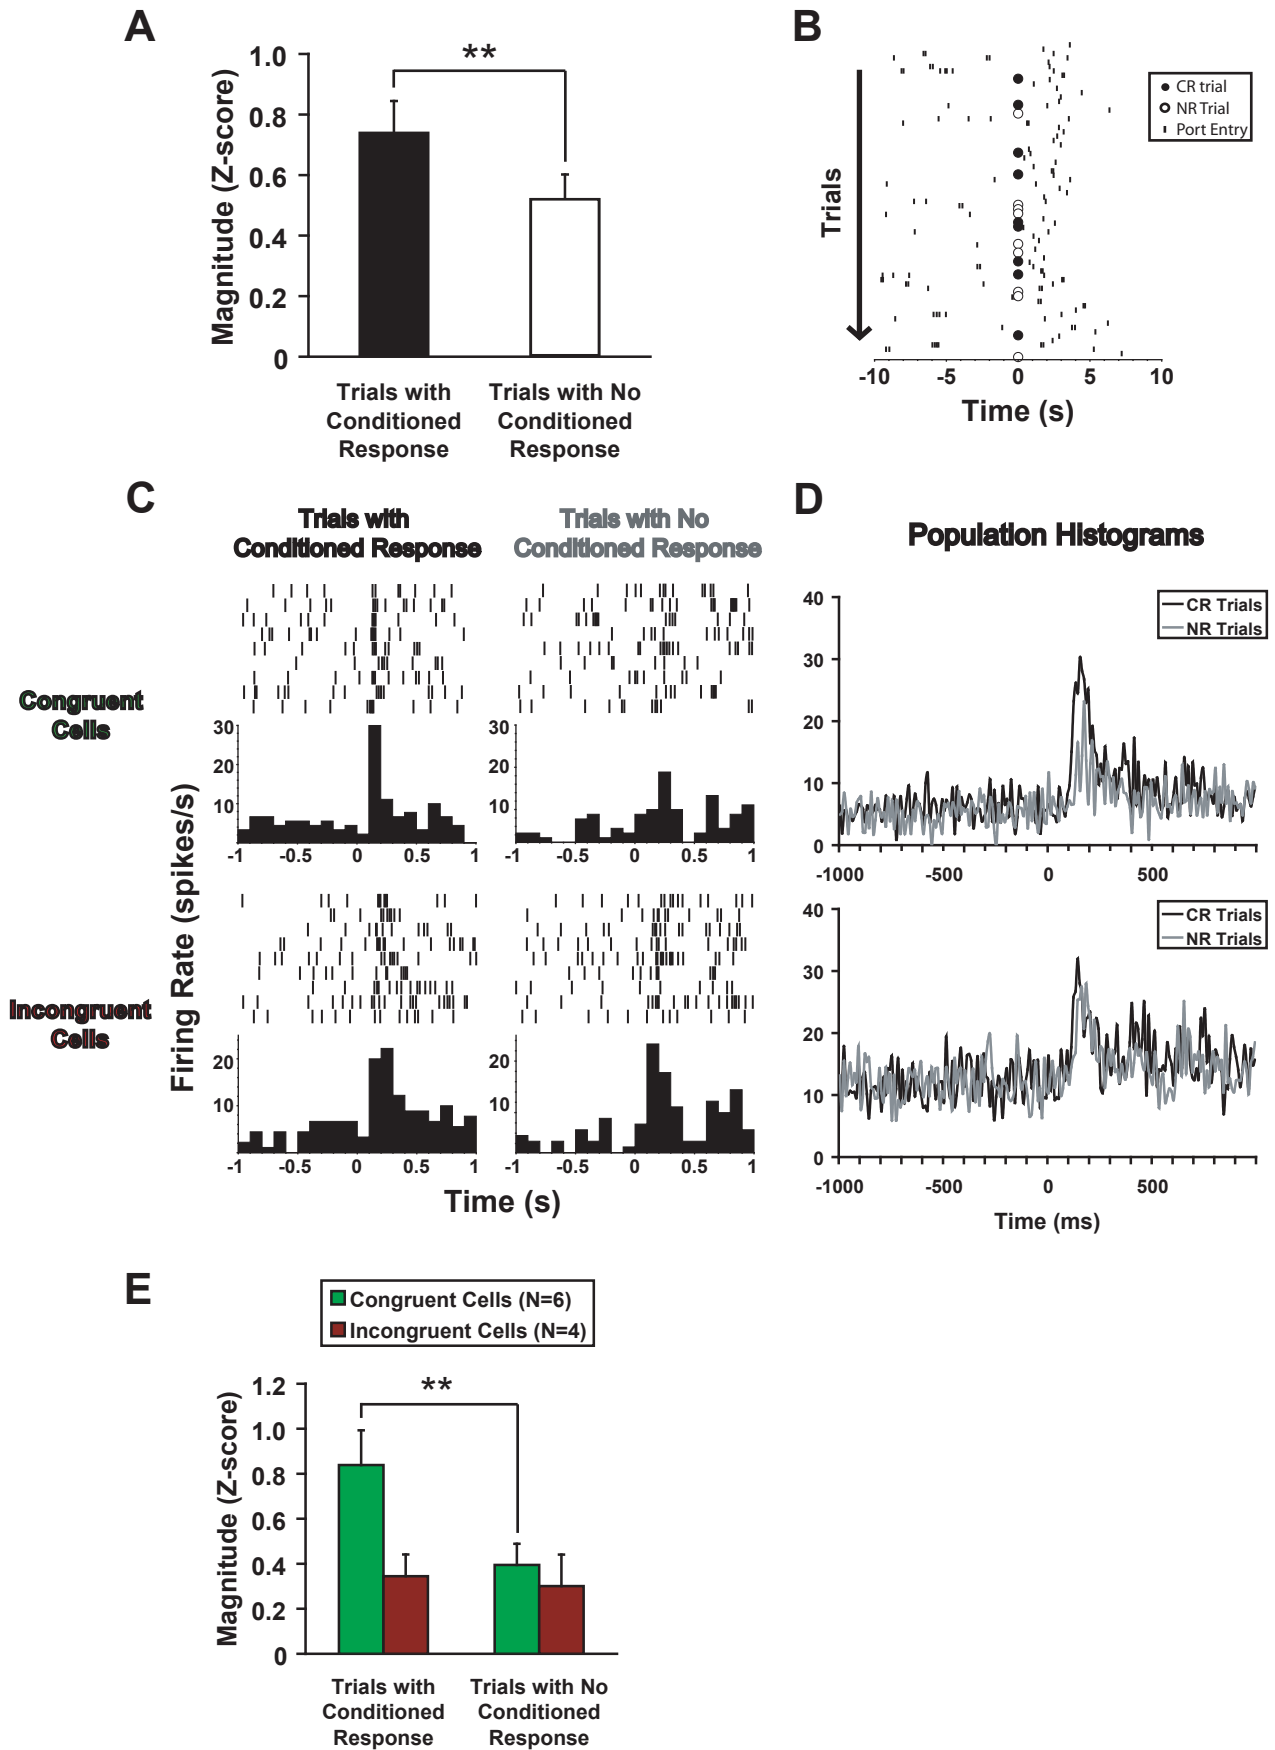 A
1.0
0.8
0.6
0.4
0.2
0
Magnitude (Z-score)
**
Trials with
Conditioned
Response
Trials with No
Conditioned
Response
B
Trials
CR trial
NR Trial
Port Entry
-10 -5 0 5 10
Time (s)
C
Trials with
Conditioned Response
Trials with No
Conditioned Response
Congruent
Cells
Incongruent
Cells
Firing Rate (spikes/s)
30
20
10
-1 -0.5 0 0.5 1
30
20
10
-1 -0.5 0 0.5 1
20
10
-1 -0.5 0 0.5 1
20
10
-1 -0.5 0 0.5 1
Time (s)
D
Population Histograms
40
30
20
10
0
CR Trials
NR Trials
-1000 -500 0 500
40
30
20
10
0
CR Trials
NR Trials
-1000 -500 0 500
Time (ms)
E
Congruent Cells (N=6)
Incongruent Cells (N=4)
1.2
1.0
0.8
0.6
0.4
0.2
0
Magnitude (Z-score)
**
Trials with
Conditioned
Response
Trials with No
Conditioned
Response